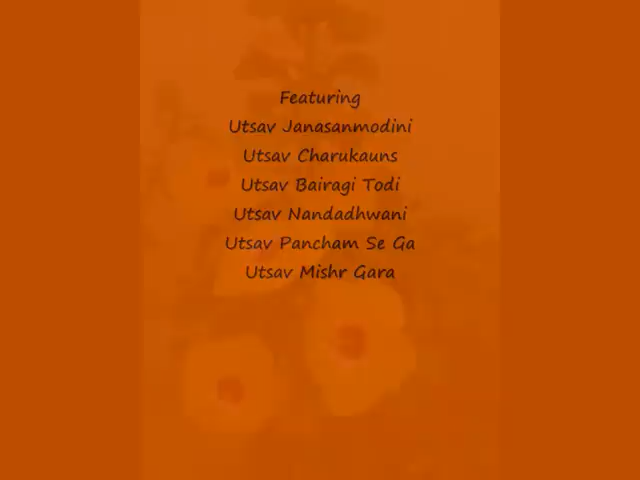 Featuring
Utsav Janasanmodini
Utsav Charukauns
Utsav Bairagi Todi
Utsav Nandadhwani
Utsav Pancham Se Ga
Utsav Mishr Gara